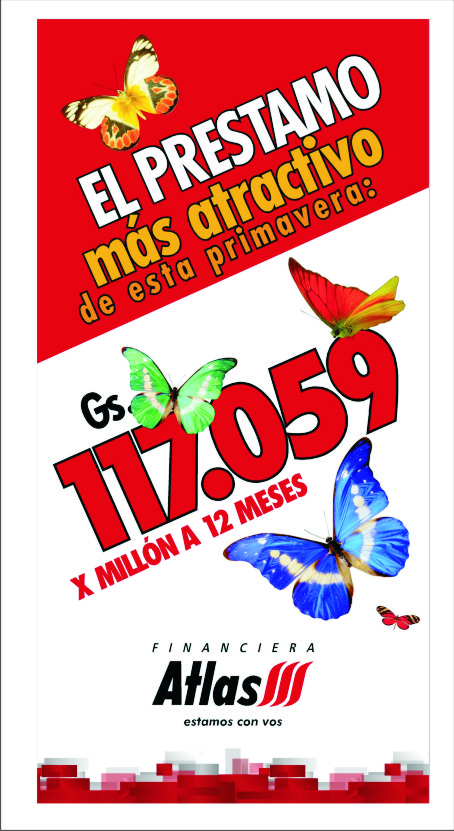 EL PRESTAMO
más atractivo
de esta primavera:
Gs.
117.059
X MILLÓN A 12 MESES
FINANCIERA
Atlas
estamos con vos